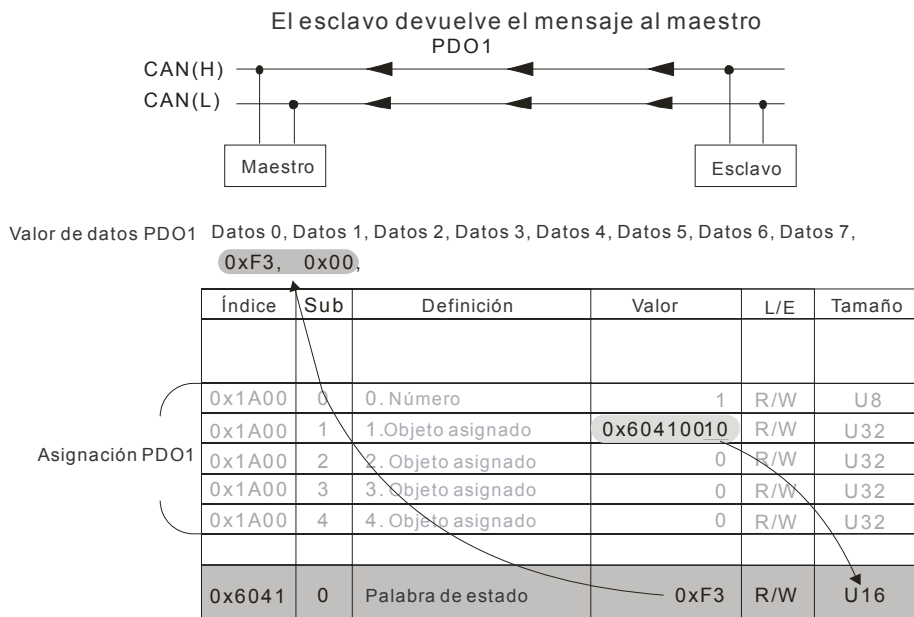 El esclavo devuelve el mensaje al maestro
PDO1
CAN(H)
CAN(L)
Maestro
Esclavo
Valor de datos PDO1 Datos 0, Datos 1, Datos 2, Datos 3, Datos 4, Datos 5, Datos 6, Datos 7,
0xF3, 0x00,
Índice Sub Definición Valor L/E Tamaño
0x1A00 0 0. Número 1 R/W U8
0x1A00 1 1.Objeto asignado 0x60410010 R/W U32
Asignación PDO1
0x1A00 2 2. Objeto asignado 0 R/W U32
0x1A00 3 3. Objeto asignado 0 R/W U32
0x1A00 4 4. Objeto asignado 0 R/W U32
0x6041 0 Palabra de estado 0xF3 R/W U16